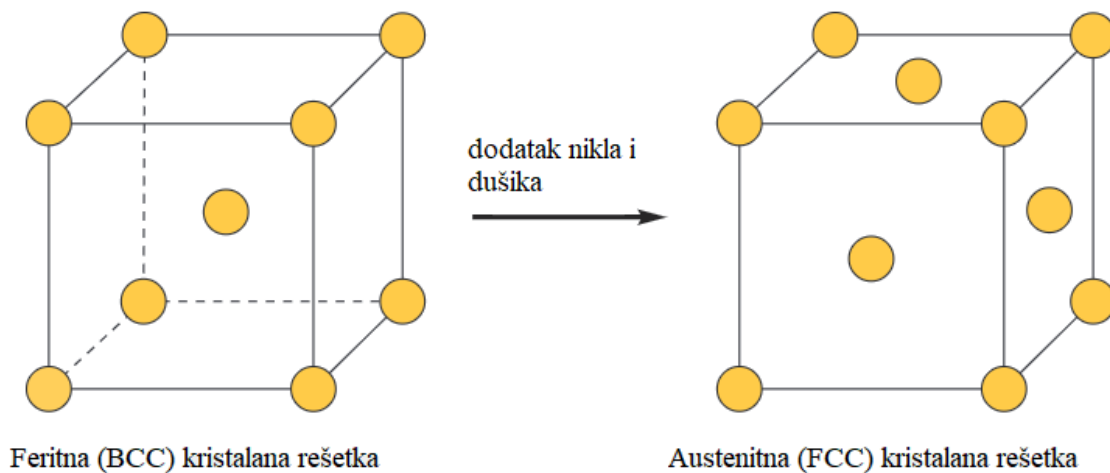 dodatak nikla i
dušika
Feritna (BCC) kristalana rešetka
Austenitna (FCC) kristalana rešetka